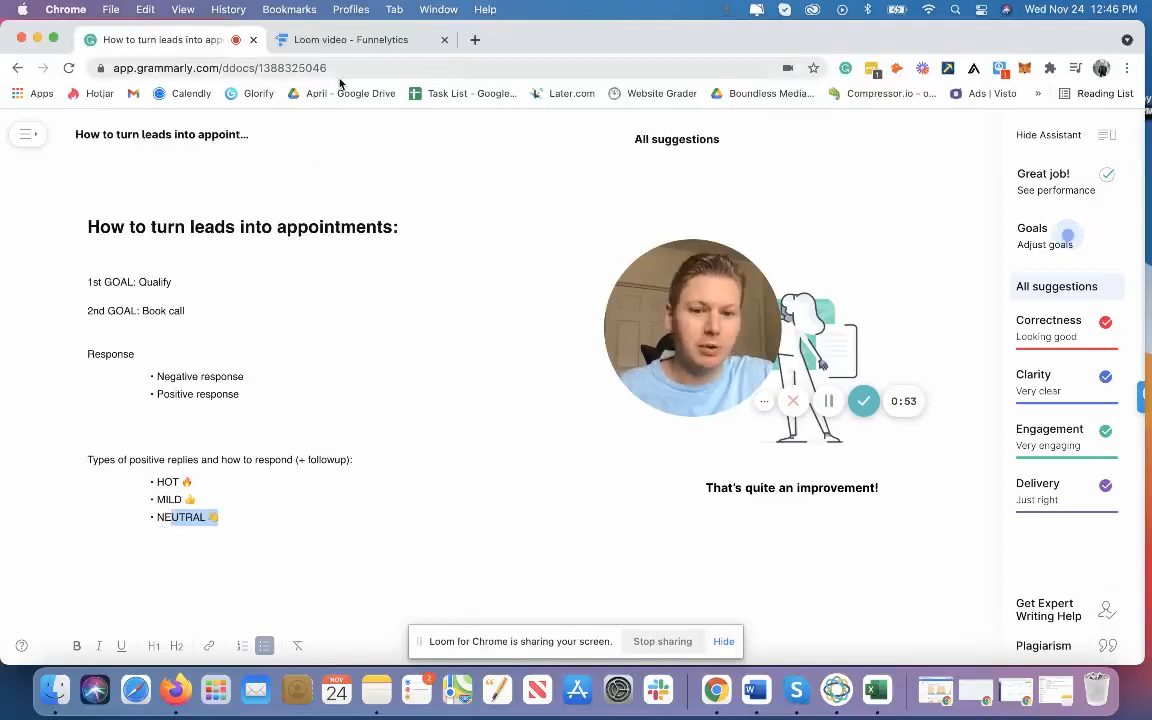 Chrome File Edit View History Bookmarks Profiles Tab Window Help Wed Nov 24 12:46 PM
How to turn leads into app Loom video - Funnelytics
app.grammarly.com/ddocs/1388325046
Apps Hotjar Calendly Glorify April - Google Drive Task List - Google... Later.com Website Grader Boundless Media... Compressor.io - o... Ads | Visto » Reading List
How to turn leads into appoint...
All suggestions
Hide Assistant
Great job!
See performance
How to turn leads into appointments:
Goals
Adjust goals
1st GOAL: Qualify
All suggestions
2nd GOAL: Book call
Correctness
Looking good
Response
• Negative response
• Positive response
Clarity
Very clear
0:53
Engagement
Very engaging
Types of positive replies and how to respond (+ followup):
• HOT 🔥
• MILD 👍
• NEUTRAL 👏
That's quite an improvement!
Delivery
Just right
Get Expert
Writing Help
Plagiarism
B I U H1 H2
Loom for Chrome is sharing your screen. Stop sharing Hide
NOV
24
2